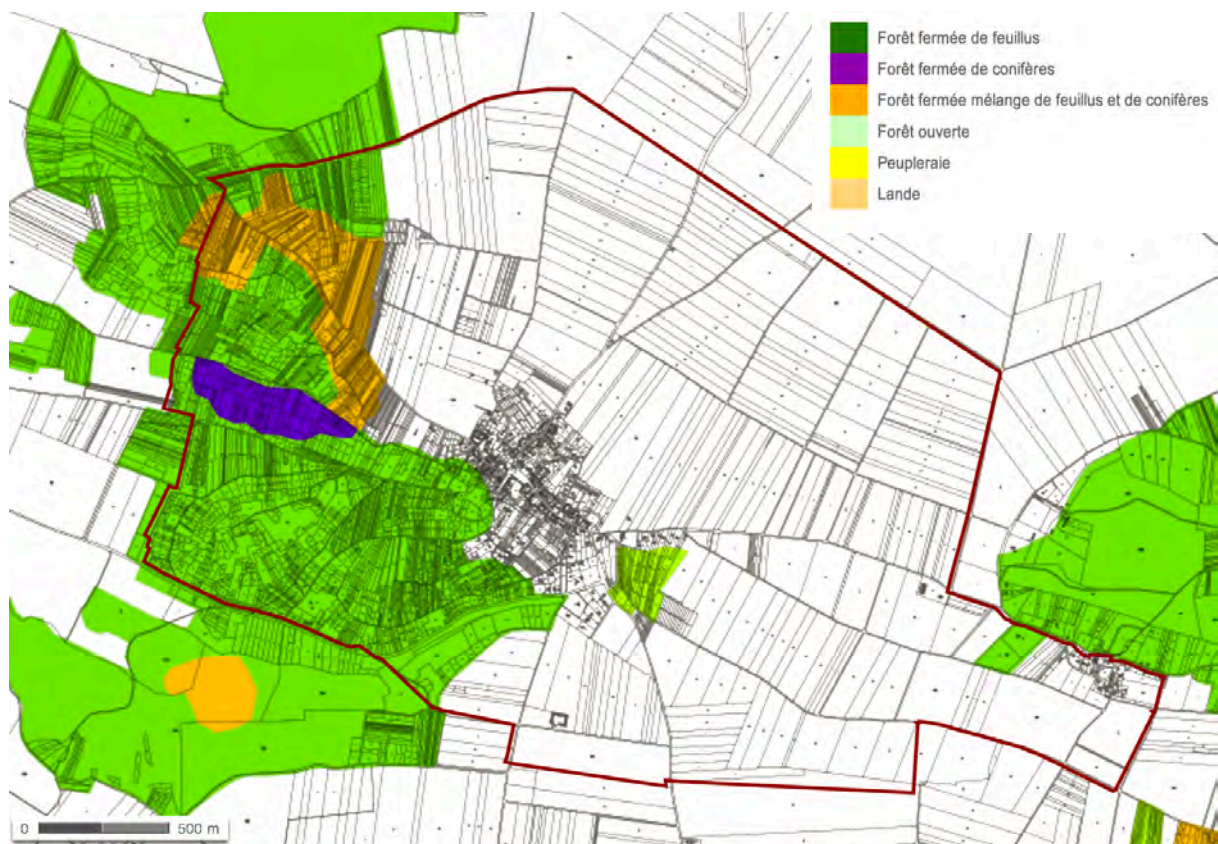 Forêt fermée de feuillus
Forêt fermée de conifères
Forêt fermée mélange de feuillus et de conifères
Forêt ouverte
Peupleraie
Lande
0 500 m